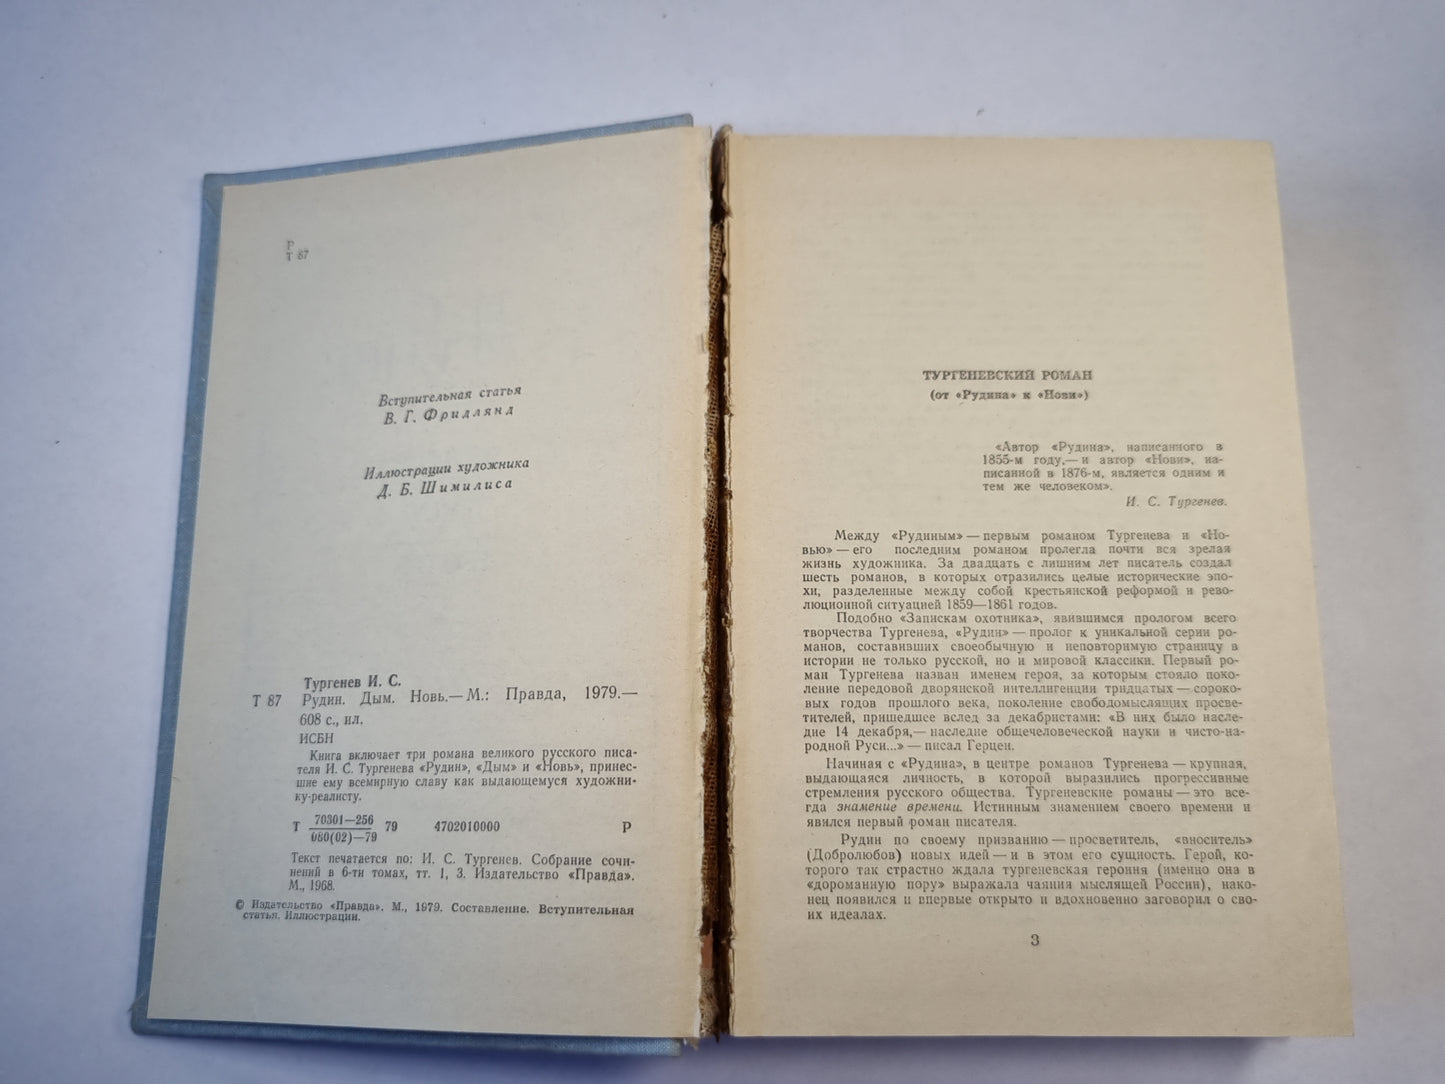 Р
Т 87
Вступительная статья
В. Г. Фридлянд
Иллюстрации художника
Д. Б. Шимилиса
Тургенев И. С.
Т 87 Рудин. Дым. Новь.— М.: Правда, 1979.—
608 с., ил.
ИСБН
Книга включает три романа великого русского писа-
теля И. С. Тургенева «Рудин», «Дым» и «Новь», принес-
шие ему всемирную славу как выдающемуся художни-
ку-реалисту.
Т 70301—256 79 4702010000 Р
080(02)—79
Текст печатается по: И. С. Тургенев. Собрание сочи-
нений в 6-ти томах, тт. 1, 3. Издательство «Правда».
М., 1968.
© Издательство «Правда». М., 1979. Составление. Вступительная
статья. Иллюстрации.
ТУРГЕНЕВСКИЙ РОМАН
(от «Рудина» к «Нови»)
«Автор «Рудина», написанного в
1855-м году,— и автор «Нови», на-
писанной в 1876-м, является одним и
тем же человеком».
И. С. Тургенев.
Между «Рудиным» — первым романом Тургенева и «Но-
вью» — его последним романом пролегла почти вся зрелая
жизнь художника. За двадцать с лишним лет писатель создал
шесть романов, в которых отразились целые исторические эпо-
хи, разделенные между собой крестьянской реформой и рево-
люционной ситуацией 1859—1861 годов.
Подобно «Запискам охотника», явившимся прологом всего
творчества Тургенева, «Рудин» — пролог к уникальной серии ро-
манов, составивших своеобычную и неповторимую страницу в
истории не только русской, но и мировой классики. Первый ро-
ман Тургенева назван именем героя, за которым стояло поко-
ление передовой дворянской интеллигенции тридцатых — сороко-
вых годов прошлого века, поколение свободомыслящих просве-
тителей, пришедшее вслед за декабристами: «В них было насле-
дие 14 декабря,— наследие общечеловеческой науки и чисто-на-
родной Руси...» — писал Герцен.
Начиная с «Рудина», в центре романов Тургенева — крупная,
выдающаяся личность, в которой выразились прогрессивные
стремления русского общества. Тургеневские романы — это все-
гда знамение времени. Истинным знамением своего времени и
явился первый роман писателя.
Рудин по своему призванию — просветитель, «вноситель»
(Добролюбов) новых идей — и в этом его сущность. Герой, ко-
торого так страстно ждала тургеневская героиня (именно она в
«дороманную пору» выражала чаяния мыслящей России), нако-
нец появился и впервые открыто и вдохновенно заговорил о сво-
их идеалах.
3